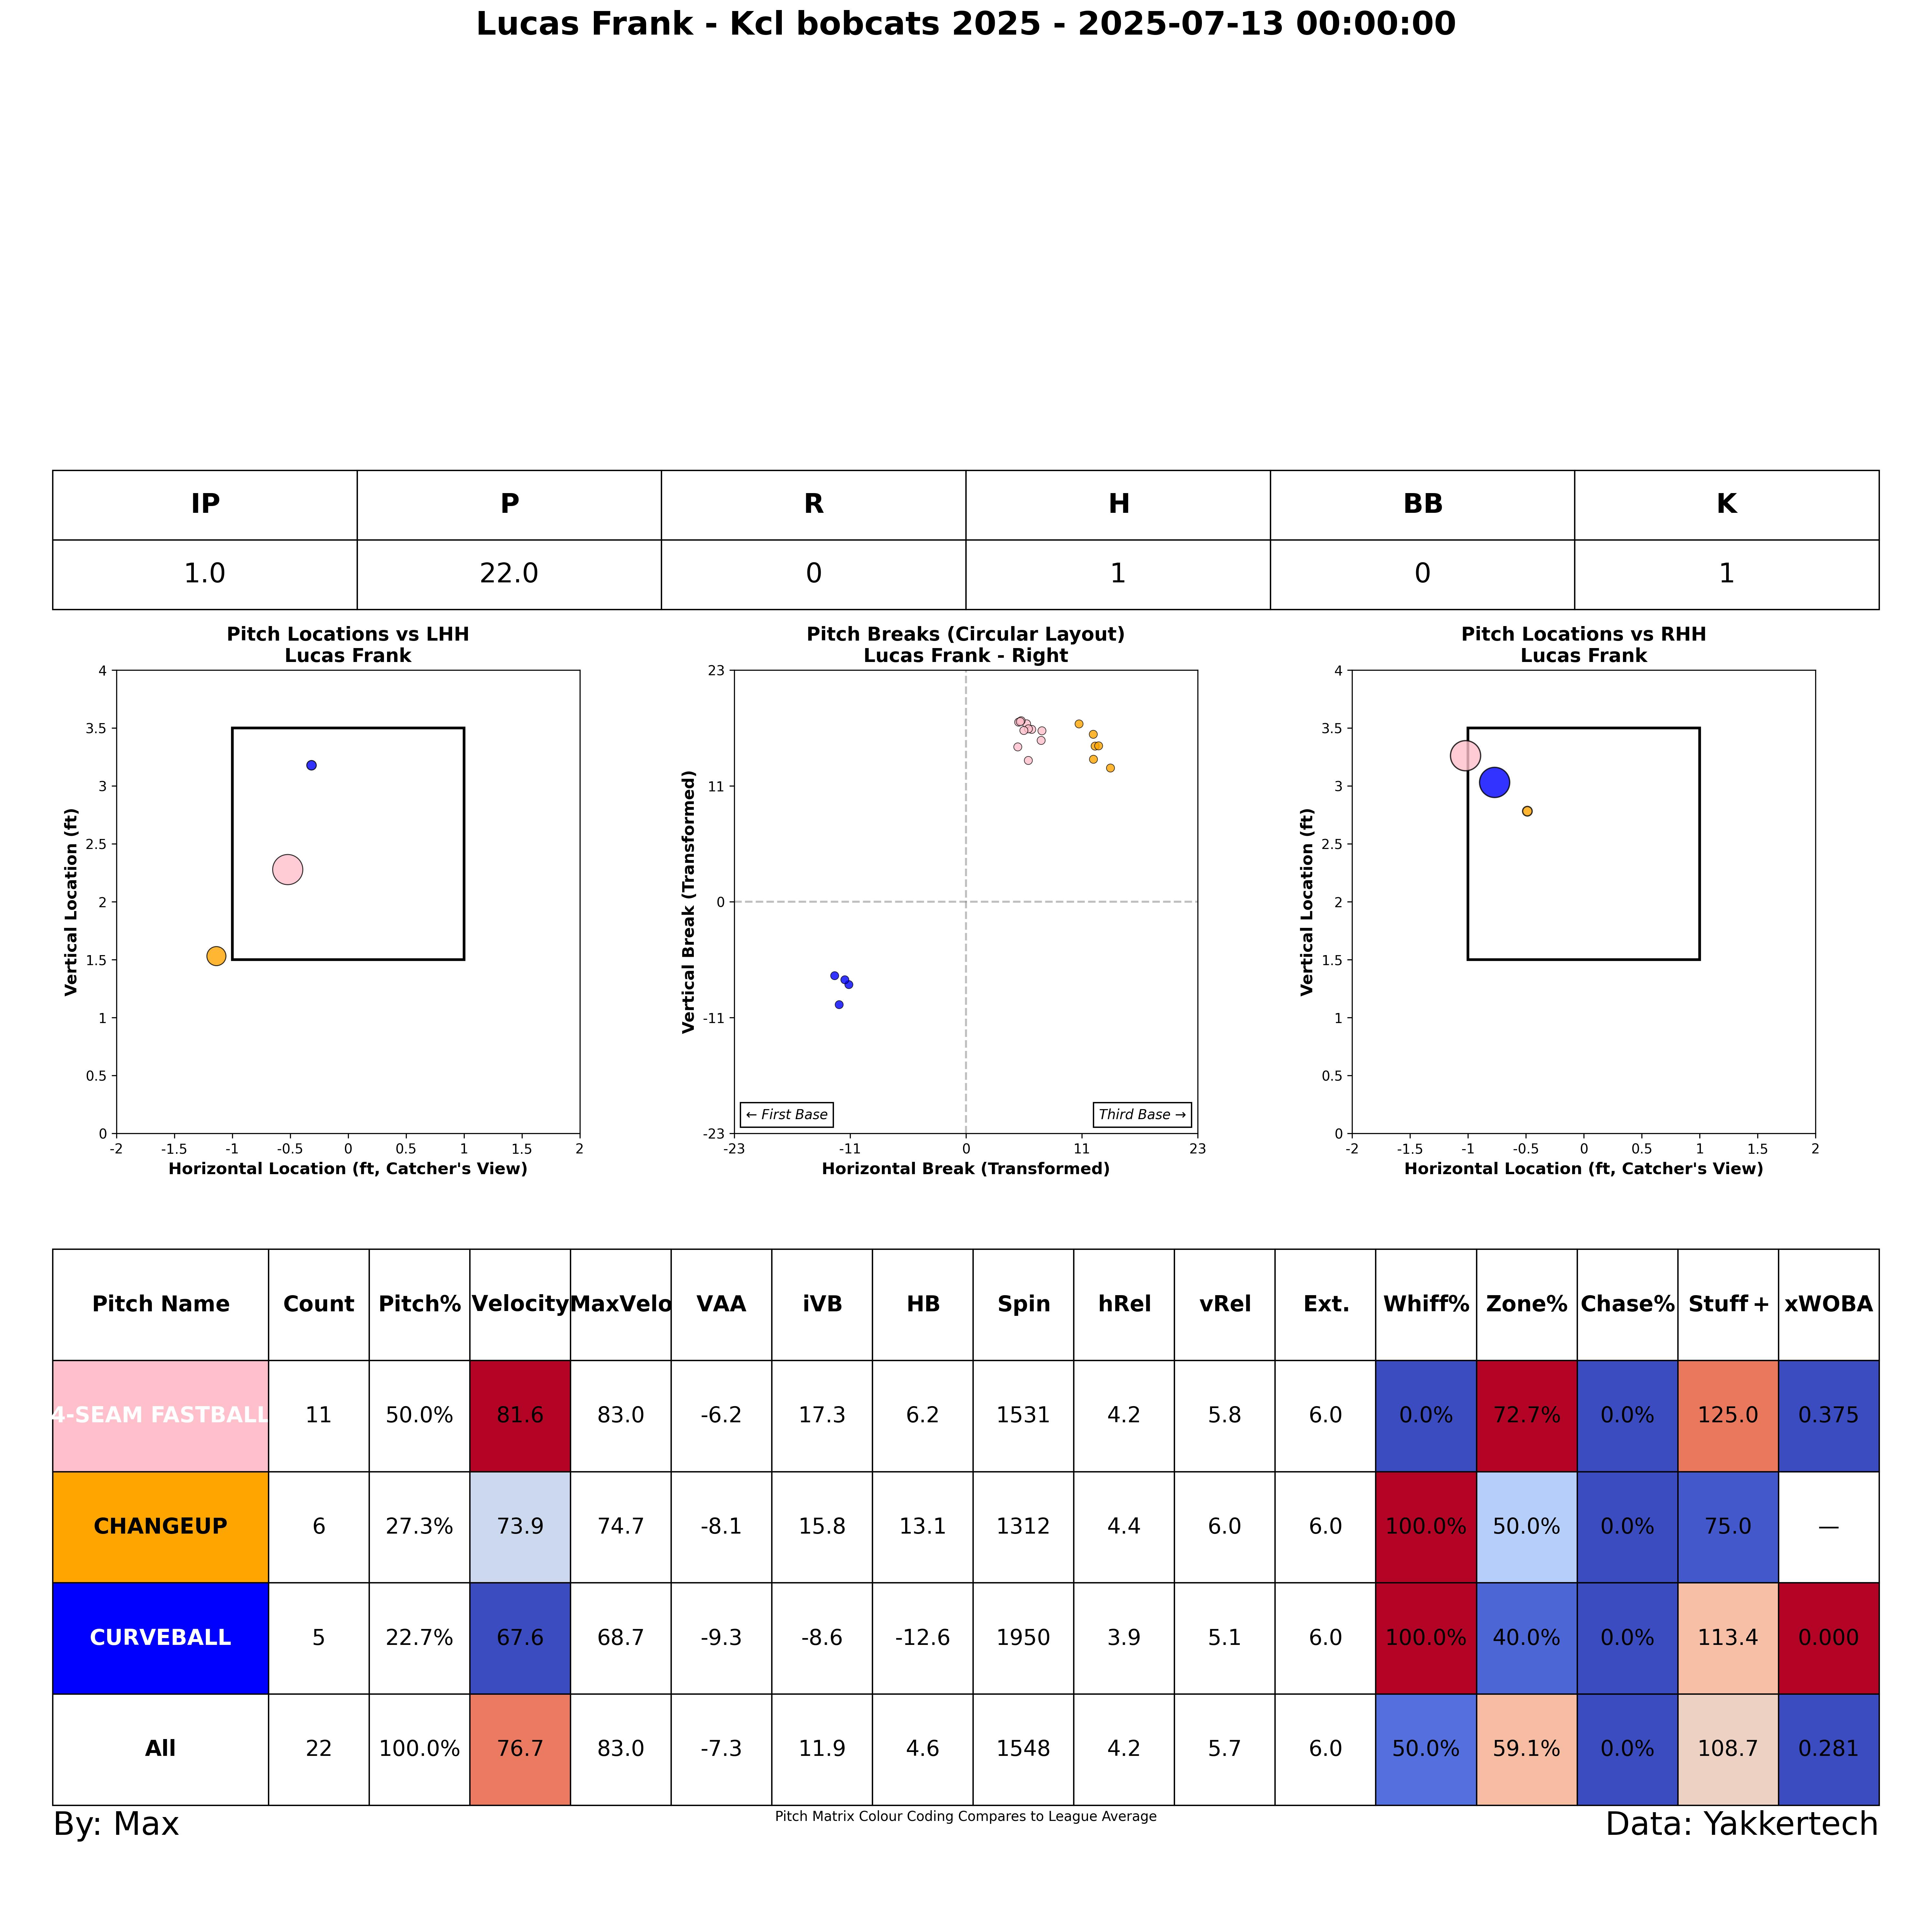 Lucas Frank - Kcl bobcats 2025 - 2025-07-13 00:00:00
IP P R H BB K
1.0 22.0 0 1 0 1
Pitch Locations vs LHH
Lucas Frank
4
3.5
3
2.5
2
1.5
1
0.5
0
-2 -1.5 -1 -0.5 0 0.5 1 1.5 2
Vertical Location (ft)
Horizontal Location (ft, Catcher's View)
Pitch Breaks (Circular Layout)
Lucas Frank - Right
23
11
0
-11
-23
-23 -11 0 11 23
Vertical Break (Transformed)
← First Base
Third Base →
Horizontal Break (Transformed)
Pitch Locations vs RHH
Lucas Frank
4
3.5
3
2.5
2
1.5
1
0.5
0
-2 -1.5 -1 -0.5 0 0.5 1 1.5 2
Vertical Location (ft)
Horizontal Location (ft, Catcher's View)
Pitch Name Count Pitch% Velocity MaxVelo VAA iVB HB Spin hRel vRel Ext. Whiff% Zone% Chase% Stuff+ xWOBA
4-SEAM FASTBALL 11 50.0% 81.6 83.0 -6.2 17.3 6.2 1531 4.2 5.8 6.0 0.0% 72.7% 0.0% 125.0 0.375
CHANGEUP 6 27.3% 73.9 74.7 -8.1 15.8 13.1 1312 4.4 6.0 6.0 100.0% 50.0% 0.0% 75.0 —
CURVEBALL 5 22.7% 67.6 68.7 -9.3 -8.6 -12.6 1950 3.9 5.1 6.0 100.0% 40.0% 0.0% 113.4 0.000
All 22 100.0% 76.7 83.0 -7.3 11.9 4.6 1548 4.2 5.7 6.0 50.0% 59.1% 0.0% 108.7 0.281
By: Max
Pitch Matrix Colour Coding Compares to League Average
Data: Yakkertech